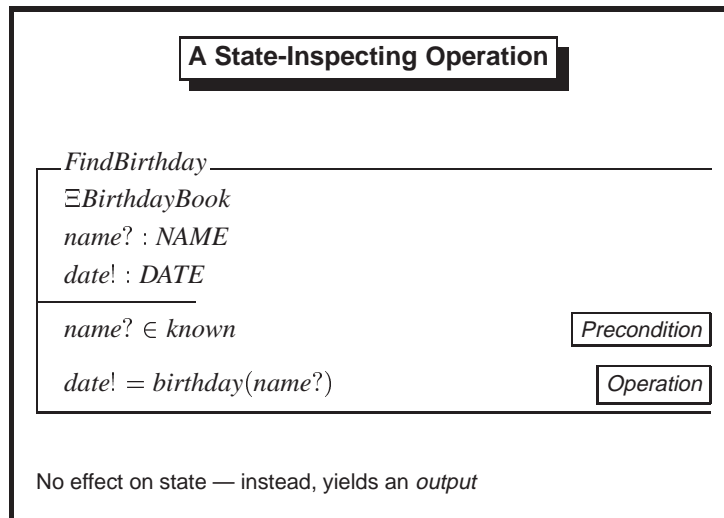 A State-Inspecting Operation
FindBirthday
ΞBirthdayBook
name? : NAME
date! : DATE
name? ∈ known
Precondition
date! = birthday(name?)
Operation
No effect on state — instead, yields an output